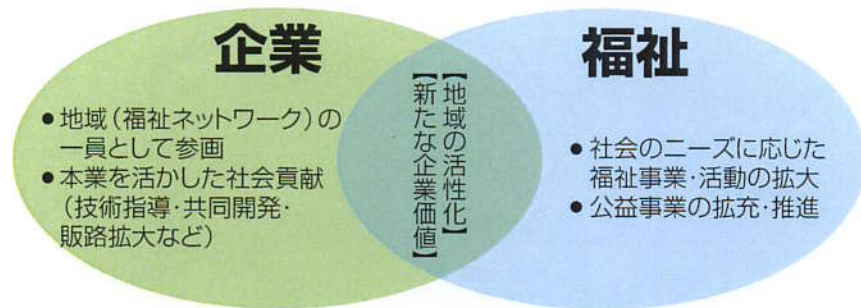 企業
●地域（福祉ネットワーク）の
一員として参画
●本業を活かした社会貢献
（技術指導・共同開発・
販路拡大など）
【地域の活性化】
【新たな企業価値】
福祉
●社会のニーズに応じた
福祉事業・活動の拡大
●公益事業の拡充・推進